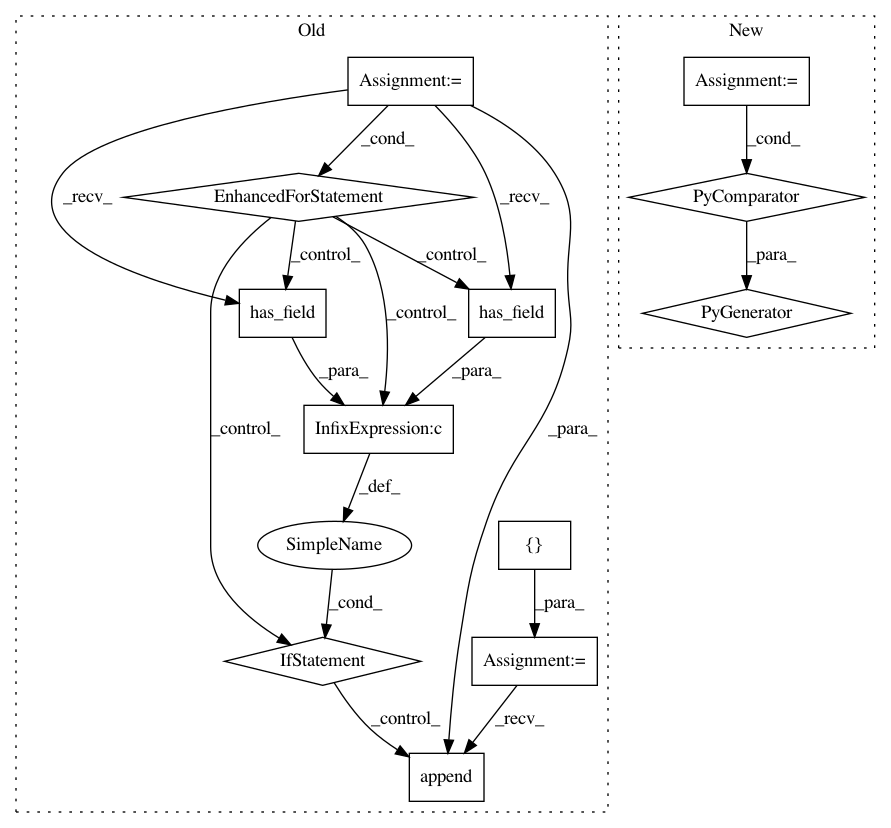 Old
New
Assignment:=
Assignment:=
_cond_
_cond_
_recv_
EnhancedForStatement
_recv_
PyComparator
_control_
_control_
_para_
has_field
has_field
_control_
PyGenerator
_para_
_para_
_control_
InfixExpression:c
_para_
_def_
SimpleName
{}
_cond_
_para_
IfStatement
Assignment:=
_control_
_recv_
append